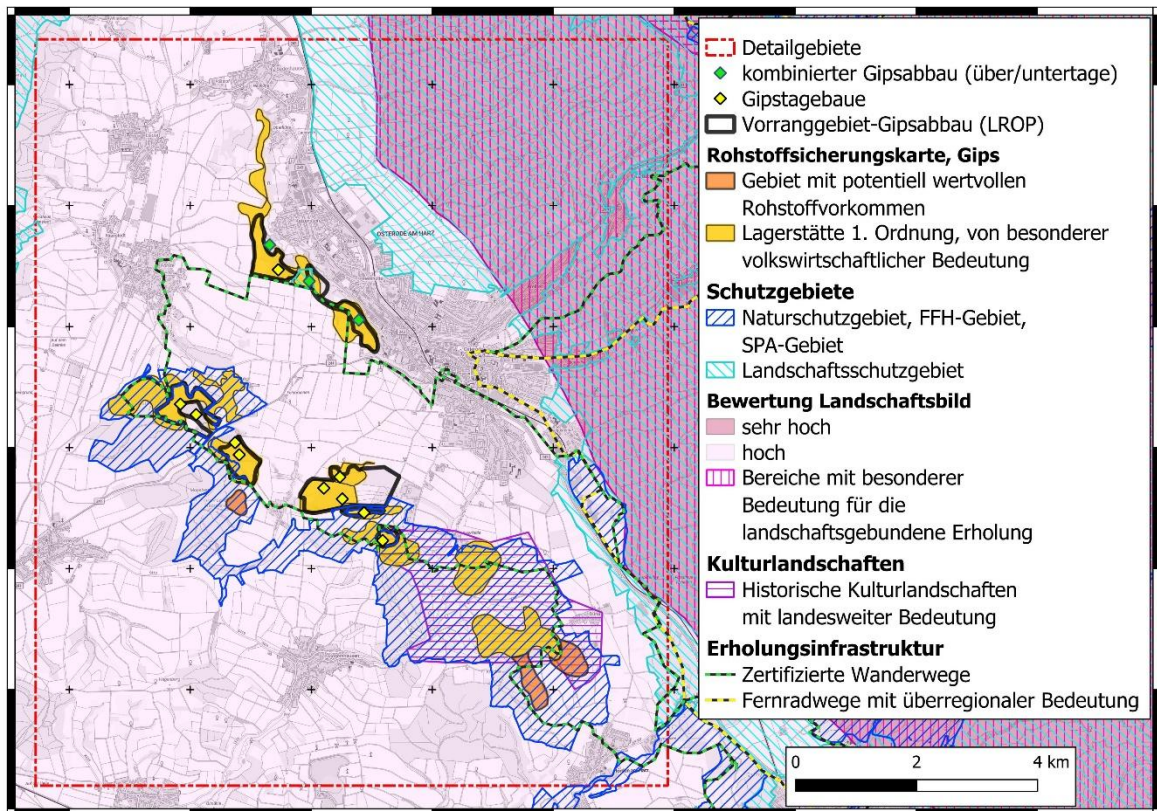 Detailgebiete
kombinierter Gipsabbau (über/untertage)
Gipstagebaue
Vorranggebiet-Gipsabbau (LROP)
Rohstoffsicherungskarte, Gips
Gebiet mit potentiell wertvollen
Rohstoffvorkommen
Lagerstätte 1. Ordnung, von besonderer
volkswirtschaftlicher Bedeutung
Schutzgebiete
Naturschutzgebiet, FFH-Gebiet,
SPA-Gebiet
Landschaftsschutzgebiet
Bewertung Landschaftsbild
sehr hoch
hoch
Bereiche mit besonderer
Bedeutung für die
landschaftsgebundene Erholung
Kulturlandschaften
Historische Kulturlandschaften
mit landesweiter Bedeutung
Erholungsinfrastruktur
Zertifizierte Wanderwege
Fernradwege mit überregionaler Bedeutung
0 2 4 km
OSTERODE AM HARZ